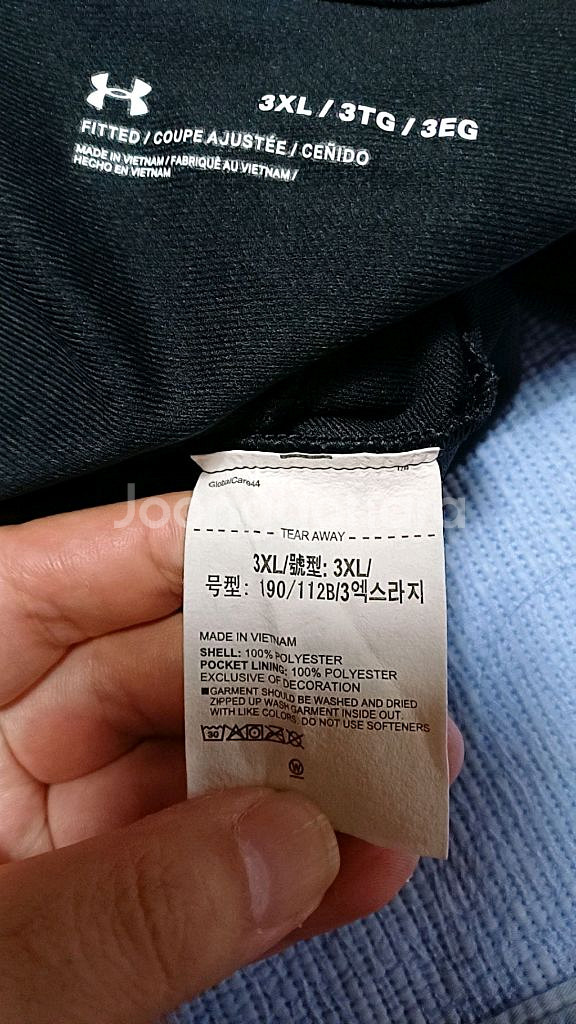 3XL / 3TG / 3EG
FITTED / COUPE AJUSTÉE / CEÑIDO
MADE IN VIETNAM / FABRIQUÉ AU VIETNAM /
HECHO EN VIETNAM
GlobalCare44
TEAR AWAY
3XL/號型: 3XL/
号型: 190/112B/3엑스라지
MADE IN VIETNAM
SHELL: 100% POLYESTER
POCKET LINING: 100% POLYESTER
EXCLUSIVE OF DECORATION
■GARMENT SHOULD BE WASHED AND DRIED
ZIPPED UP WASH GARMENT INSIDE OUT.
WITH LIKE COLORS. DO NOT USE SOFTENERS
30
W